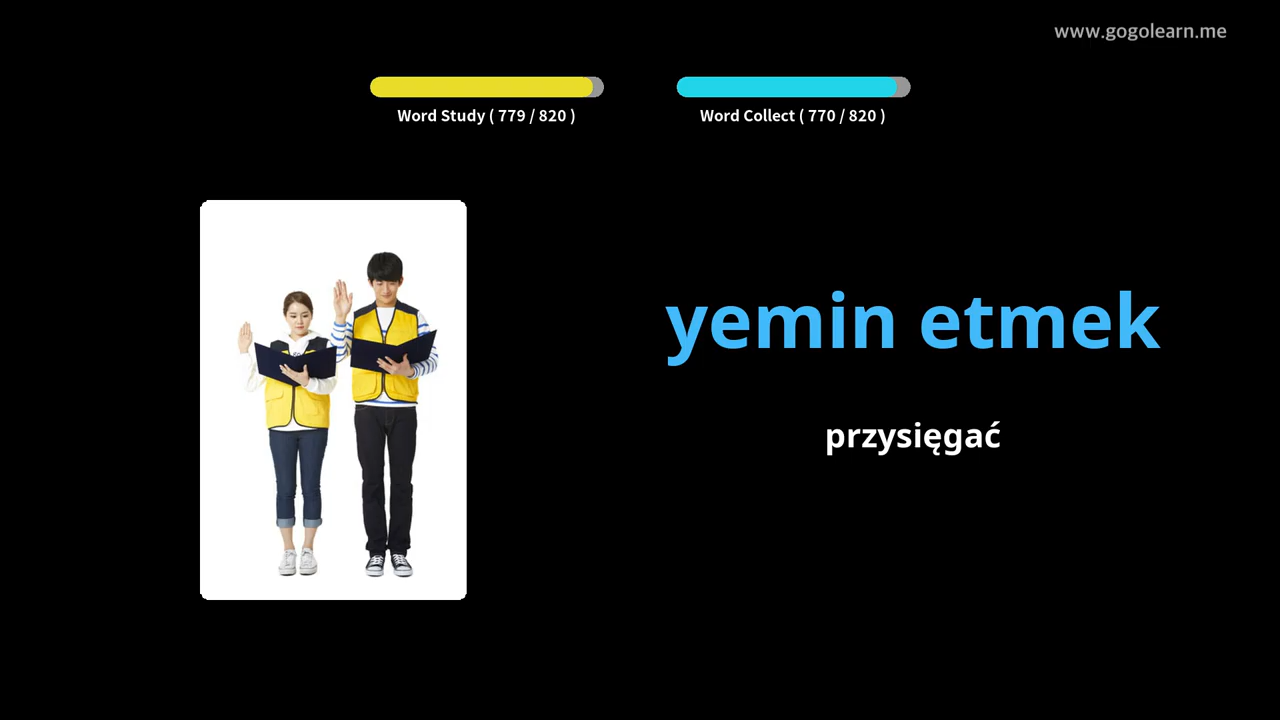 www.gogolearn.me
Word Study ( 779 / 820 )
Word Collect ( 770 / 820 )
yemin etmek
przysięgać